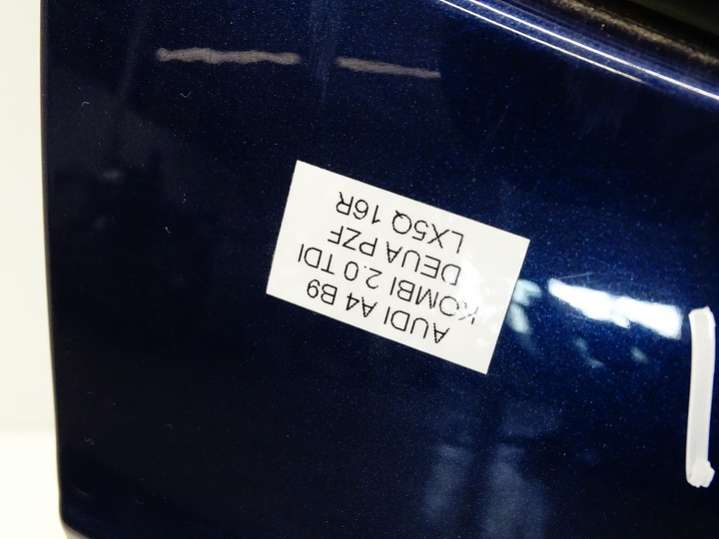 AUDI A4 B9
KOMBI 2.0 TDI
DEUA PZF
LX5Q 16R